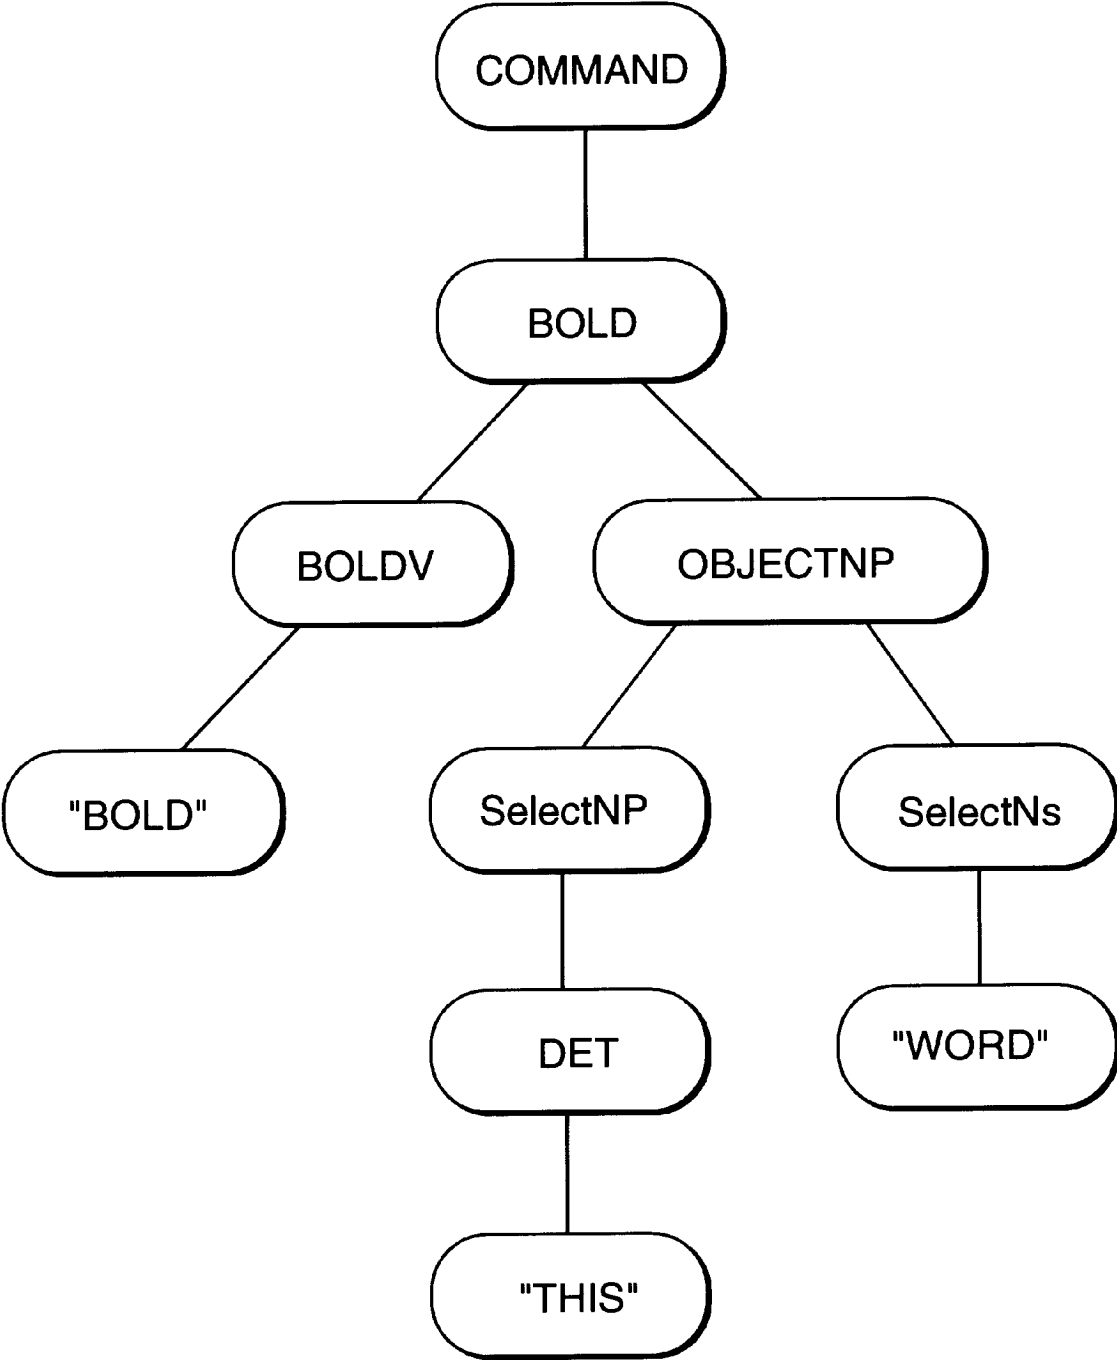 COMMAND
BOLD
BOLDV
OBJECTNP
"BOLD"
SelectNP
SelectNs
DET
"WORD"
"THIS"